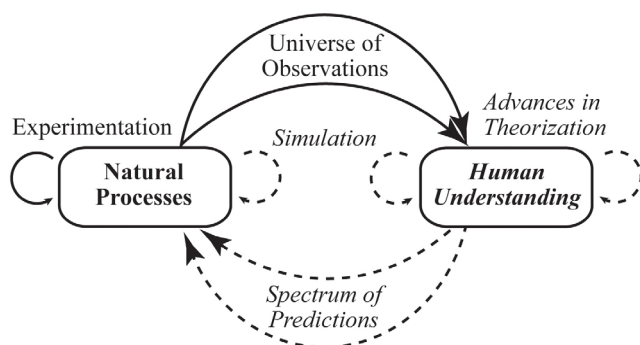 Universe of
Observations
Advances in
Theorization
Experimentation
Simulation
Natural
Processes
Human
Understanding
Spectrum of
Predictions